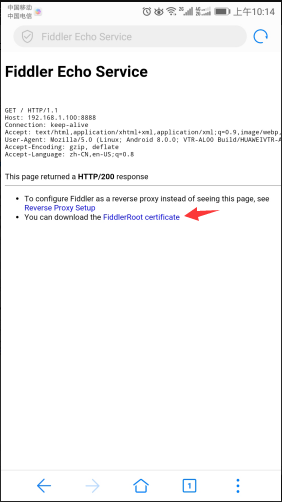 中国移动
中国电信
上午10:14
Fiddler Echo Service
Fiddler Echo Service
GET / HTTP/1.1
Host: 192.168.1.100:8888
Connection: keep-alive
Accept: text/html,application/xhtml+xml,application/xml;q=0.9,image/webp,
User-Agent: Mozilla/5.0 (Linux; Android 8.0.0; VTR-AL00 Build/HUAWEIVTR-A
Accept-Encoding: gzip, deflate
Accept-Language: zh-CN,en-US;q=0.8
This page returned a HTTP/200 response
• To configure Fiddler as a reverse proxy instead of seeing this page, see
Reverse Proxy Setup
• You can download the FiddlerRoot certificate
1